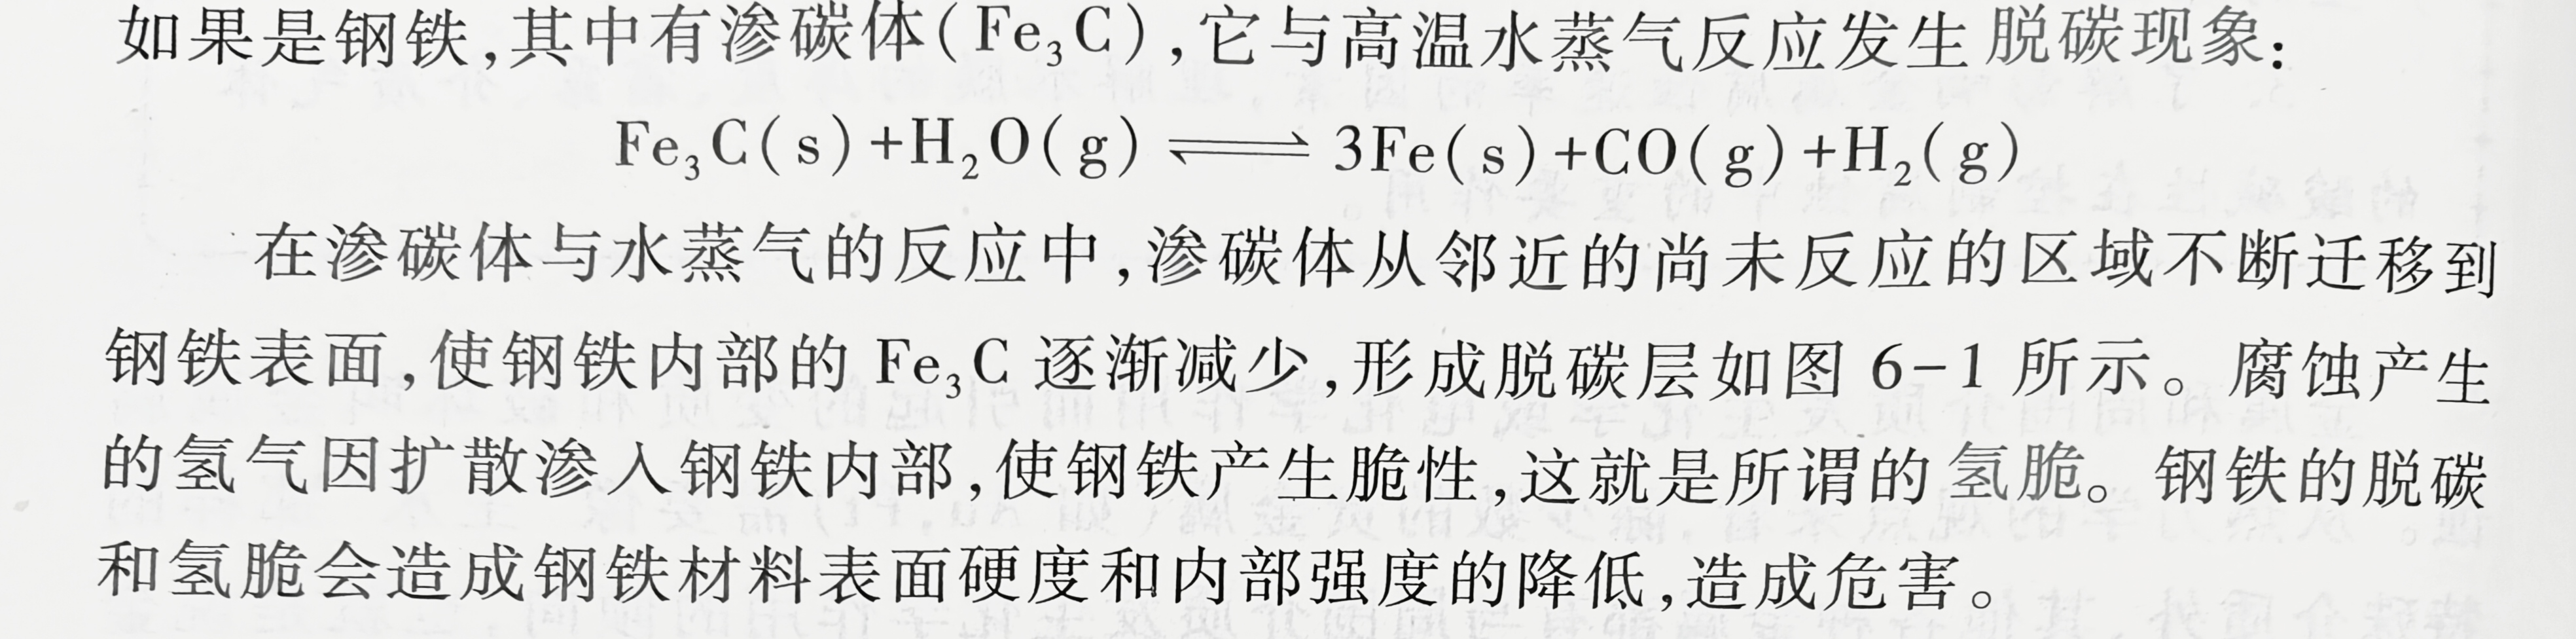 如果是钢铁,其中有渗碳体(Fe₃C),它与高温水蒸气反应发生脱碳现象:
Fe₃C(s)+H₂O(g)⇌3Fe(s)+CO(g)+H₂(g)
在渗碳体与水蒸气的反应中,渗碳体从邻近的尚未反应的区域不断迁移到
钢铁表面,使钢铁内部的 Fe₃C 逐渐减少,形成脱碳层如图 6-1 所示。腐蚀产生
的氢气因扩散渗入钢铁内部,使钢铁产生脆性,这就是所谓的氢脆。钢铁的脱碳
和氢脆会造成钢铁材料表面硬度和内部强度的降低,造成危害。